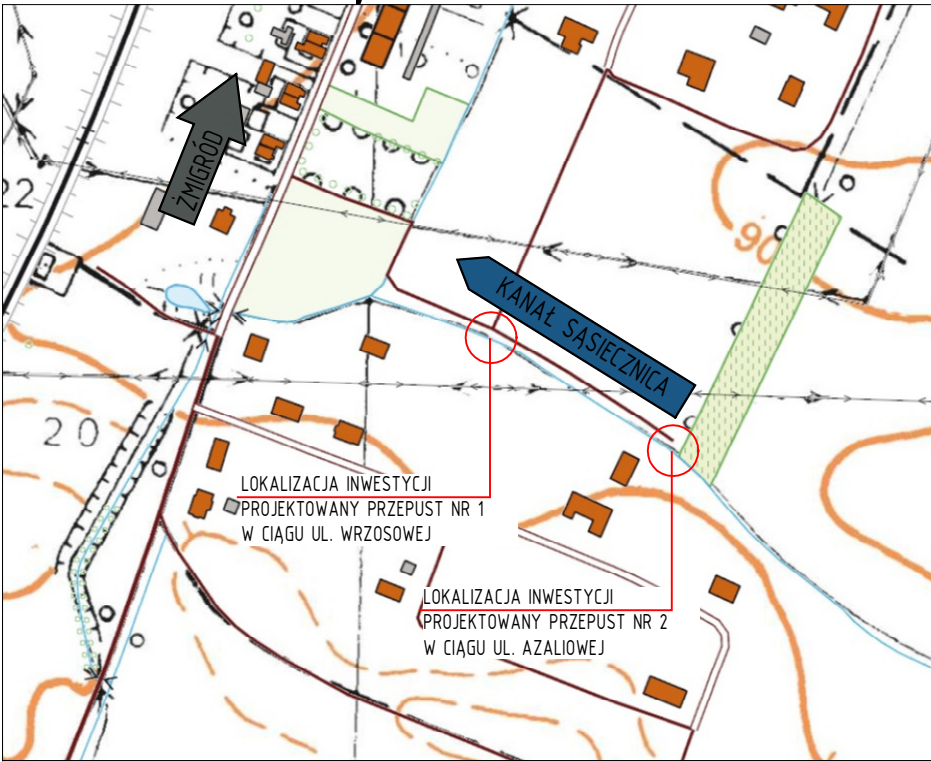 22
ŻMIGRÓD
90
KANAŁ SĄSIECZNICA
20
LOKALIZACJA INWESTYCJI
PROJEKTOWANY PRZEPUST NR 1
W CIĄGU UL. WRZOSOWEJ
LOKALIZACJA INWESTYCJI
PROJEKTOWANY PRZEPUST NR 2
W CIĄGU UL. AZALIOWEJ